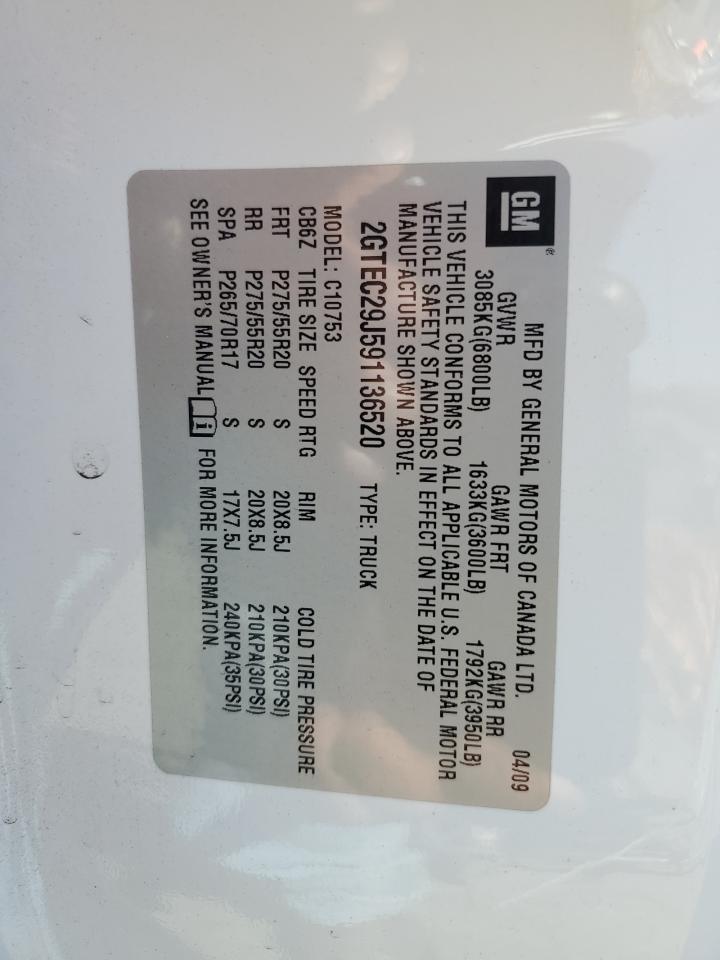 GM®
MFD BY GENERAL MOTORS OF CANADA LTD. 04/09
GVWR GAWR FRT GAWR RR
3085KG(6800LB) 1633KG(3600LB) 1792KG(3950LB)
THIS VEHICLE CONFORMS TO ALL APPLICABLE U.S. FEDERAL MOTOR
VEHICLE SAFETY STANDARDS IN EFFECT ON THE DATE OF
MANUFACTURE SHOWN ABOVE.
2GTEC29J591136520 TYPE: TRUCK
MODEL: C10753
CB6Z TIRE SIZE SPEED RTG RIM COLD TIRE PRESSURE
FRT P275/55R20 S 20X8.5J 210KPA(30PSI)
RR P275/55R20 S 20X8.5J 210KPA(30PSI)
SPA P265/70R17 S 17X7.5J 240KPA(35PSI)
SEE OWNER'S MANUAL i FOR MORE INFORMATION.